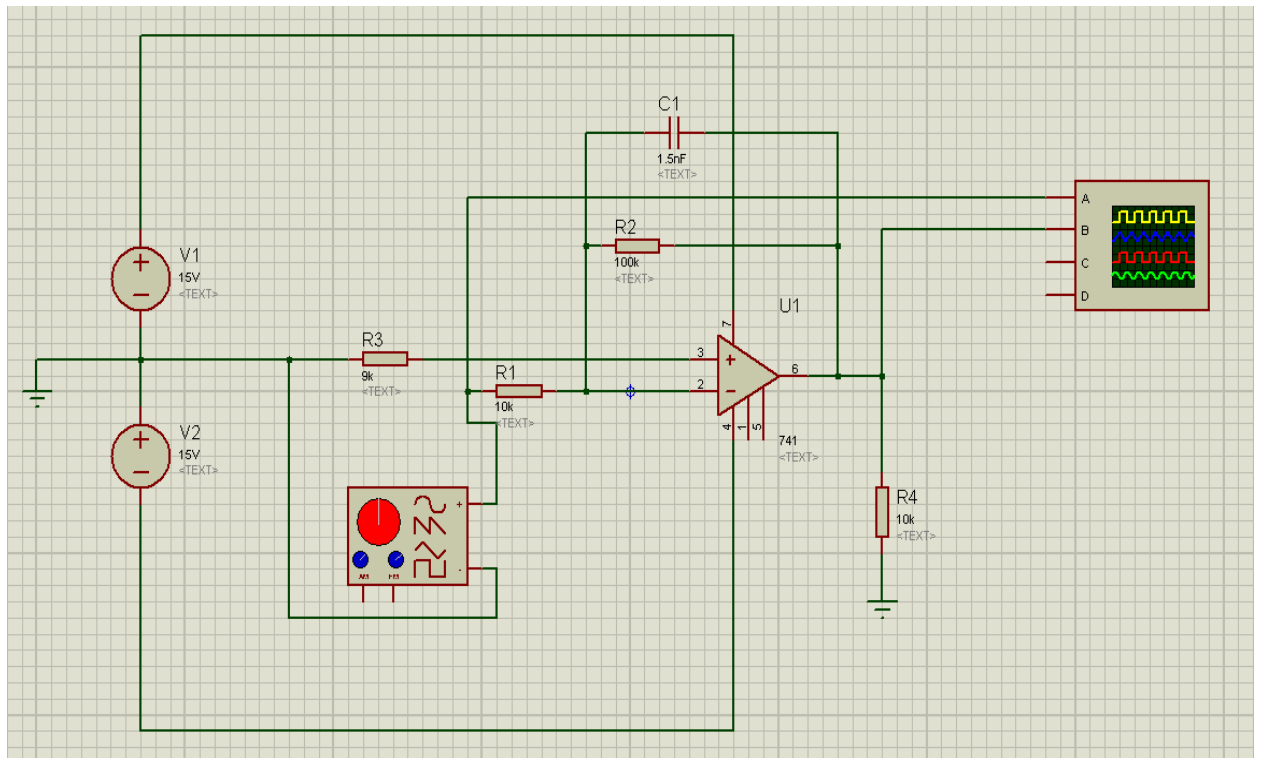 C1
1.5nF
<TEXT>
A
R2
B
100k
<TEXT>
C
V1
15V
<TEXT>
D
U1
7
R3
3
+
6
9k
<TEXT>
R1
2
10k
<TEXT>
4
1
5
741
<TEXT>
V2
15V
<TEXT>
R4
10k
<TEXT>